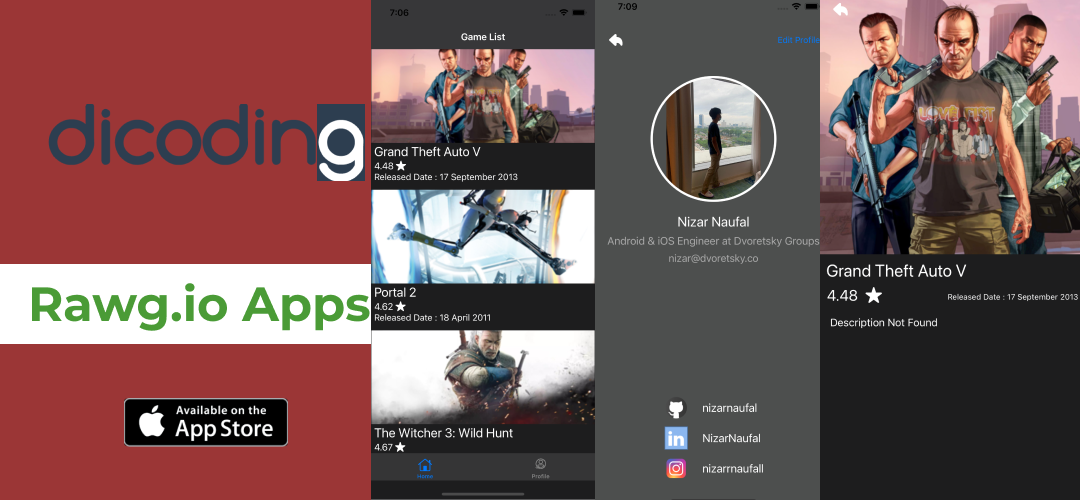 dicoding
Rawg.io Apps
Available on the
App Store
7:06
Game List
Grand Theft Auto V
4.48
Released Date : 17 September 2013
Portal 2
4.62
Released Date : 18 April 2011
The Witcher 3: Wild Hunt
4.67
Home
Profile
7:09
Edit Profile
Nizar Naufal
Android & iOS Engineer at Dvoretsky Groups
nizar@dvoretsky.co
nizarnaufal
in
NizarNaufal
nizarrnaufall
Grand Theft Auto V
4.48
Released Date : 17 September 2013
Description Not Found